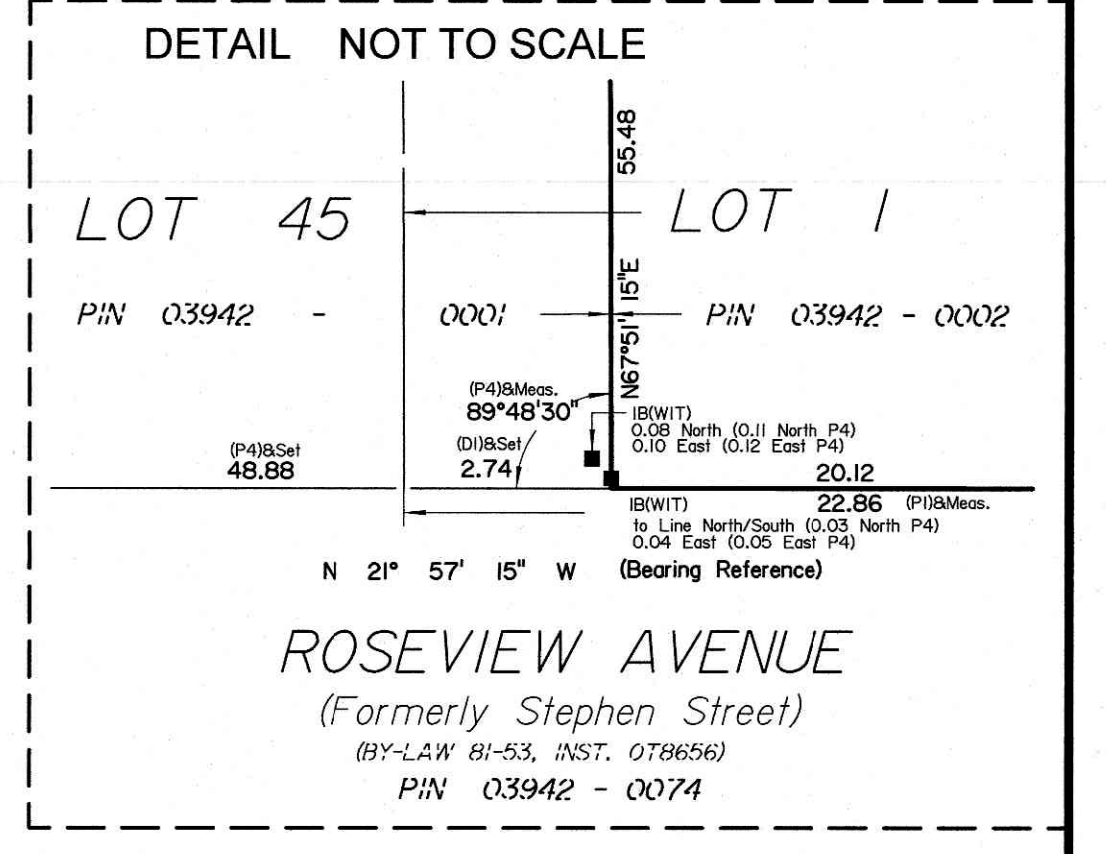 DETAIL NOT TO SCALE
55.48
LOT 45
LOT 1
N67°51'15"E
PIN 03942 - 0001
PIN 03942 - 0002
(P4)&Meas.
89°48'30"
IB(WIT)
0.08 North (0.11 North P4)
0.10 East (0.12 East P4)
(P4)&Set
48.88
(D1)&Set
2.74
20.12
22.86 (P1)&Meas.
IB(WIT)
to Line North/South (0.03 North P4)
0.04 East (0.05 East P4)
N 21° 57' 15" W (Bearing Reference)
ROSEVIEW AVENUE
(Formerly Stephen Street)
(BY-LAW 81-53, INST. OT8656)
PIN 03942 - 0074